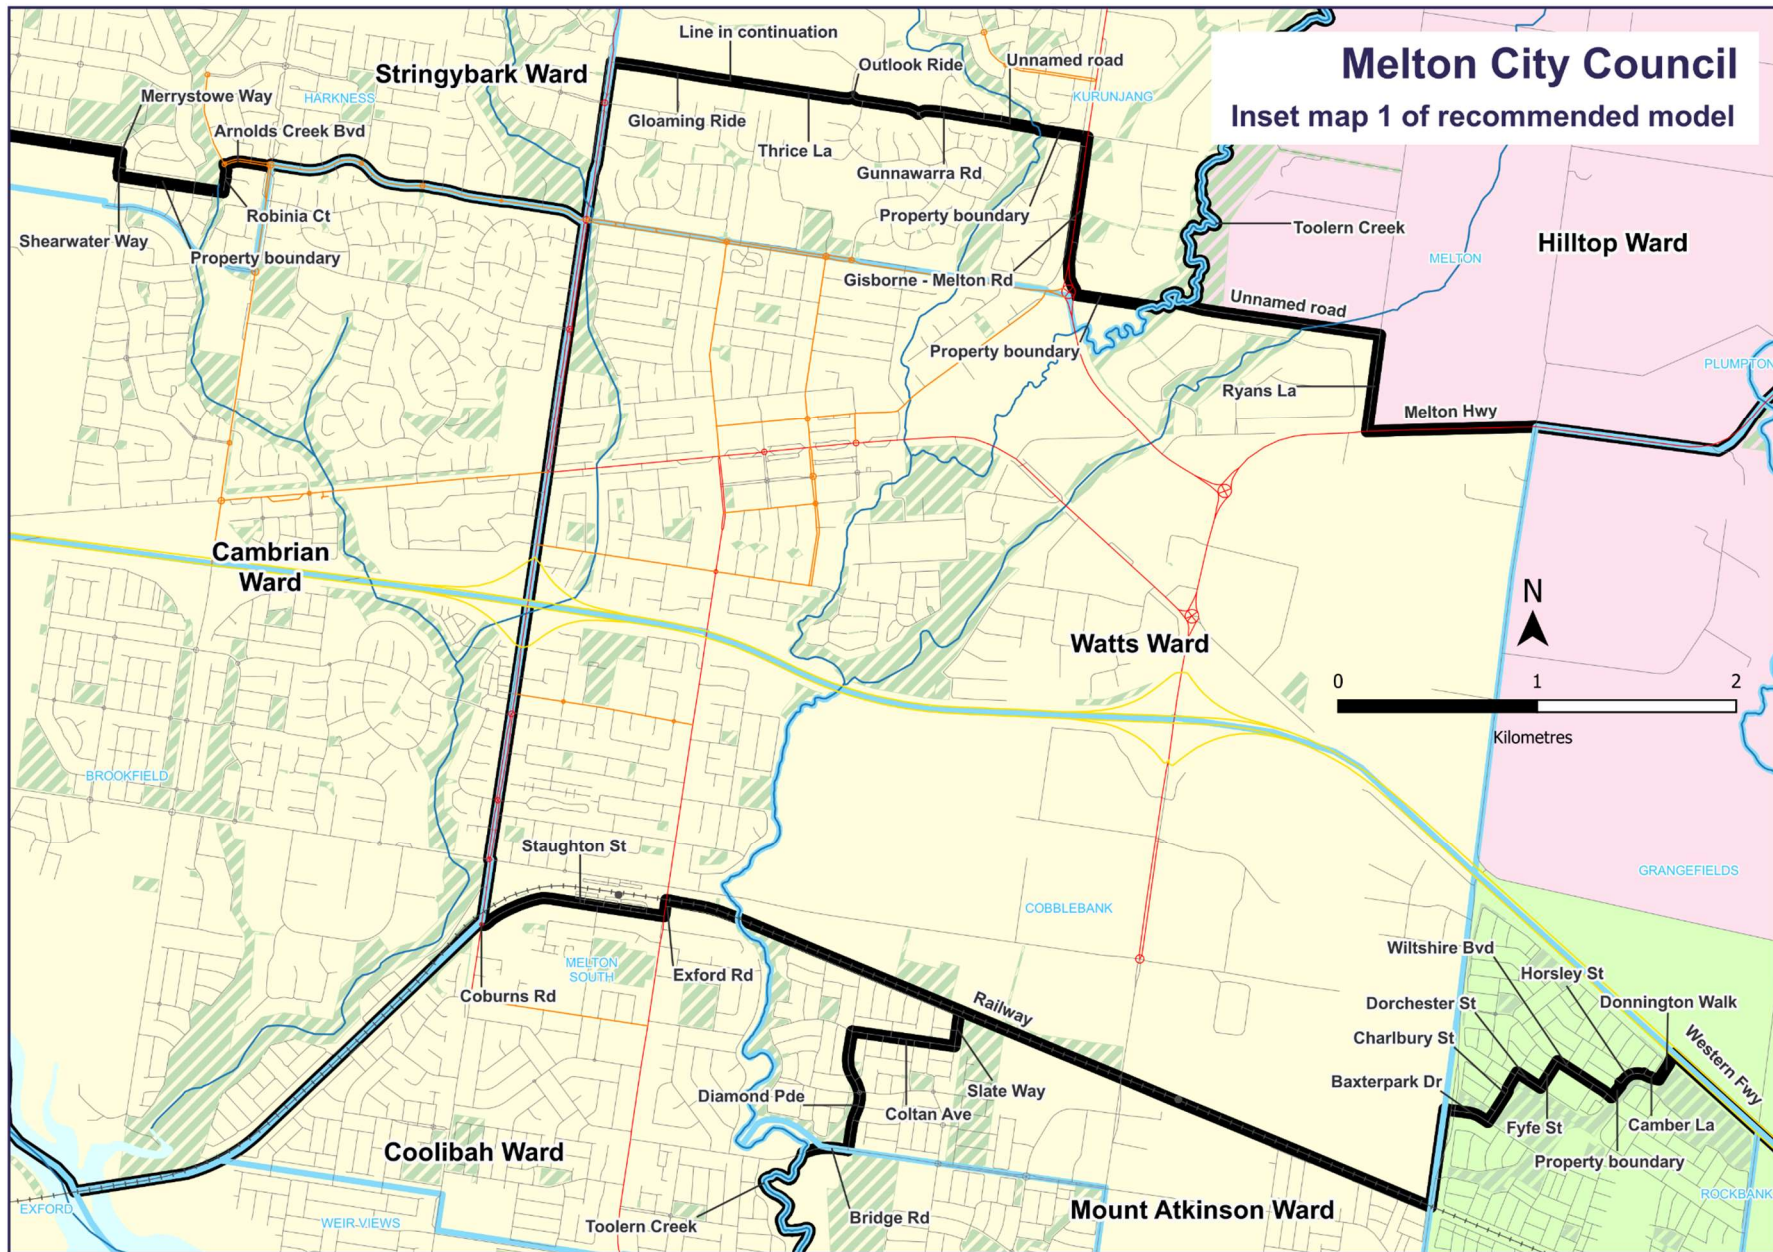 Melton City Council
Inset map 1 of recommended model
Line in continuation
Outlook Ride
Unnamed road
Stringybark Ward
KURUNJANG
Merrystowe Way
HARKNESS
Gloaming Ride
Arnolds Creek Bvd
Thrice La
Gunnawarra Rd
Robinia Ct
Property boundary
Toolern Creek
Shearwater Way
Hilltop Ward
Property boundary
MELTON
Gisborne - Melton Rd
Unnamed road
Property boundary
PLUMPTON
Ryans La
Melton Hwy
Cambrian
Ward
N
Watts Ward
0 1 2
Kilometres
BROOKFIELD
Staughton St
GRANGEFIELDS
COBBLEBANK
Wiltshire Bvd
MELTON
SOUTH
Exford Rd
Horsley St
Coburns Rd
Railway
Dorchester St
Donnington Walk
Charlbury St
Western Fwy
Baxterpark Dr
Slate Way
Diamond Pde
Coltan Ave
Fyfe St
Camber La
Coolibah Ward
Property boundary
ROCKBANK
EXFORD
WEIR VIEWS
Toolern Creek
Bridge Rd
Mount Atkinson Ward